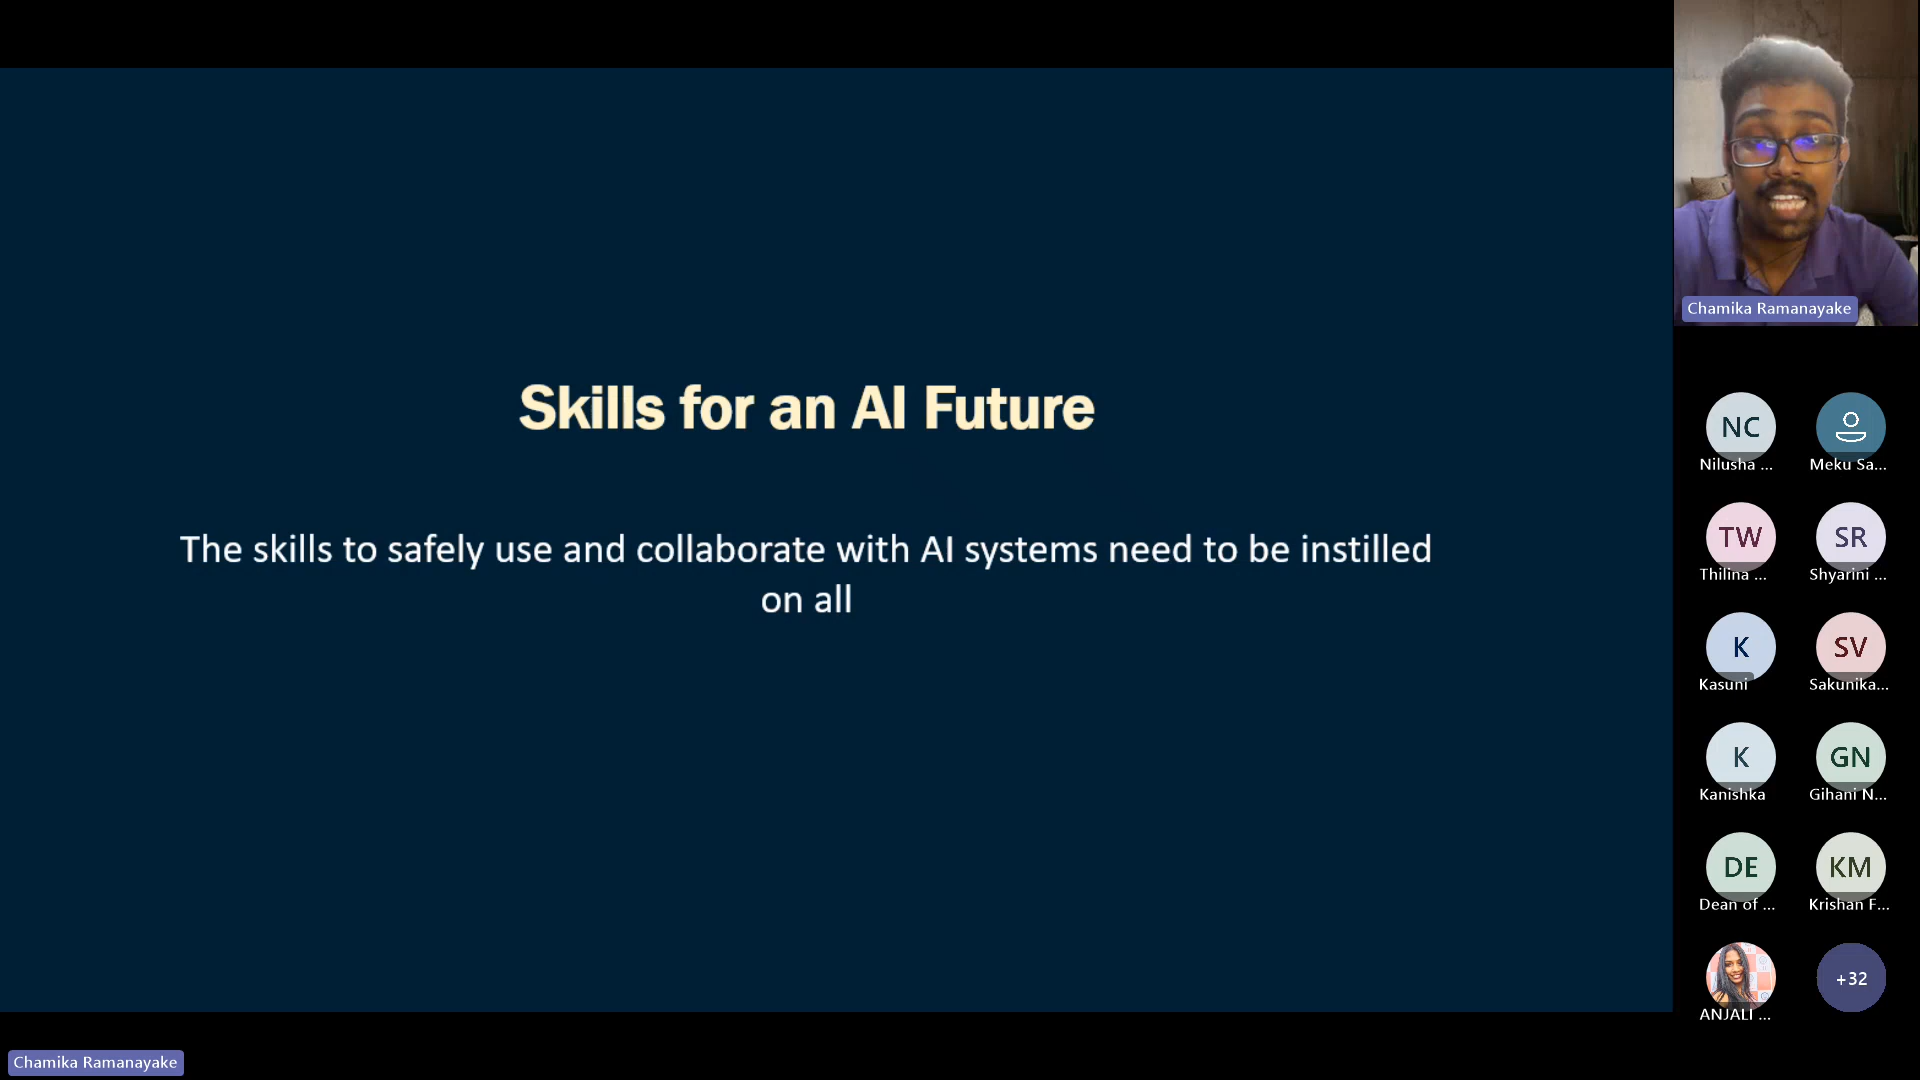 Skills for an AI Future
The skills to safely use and collaborate with AI systems need to be instilled
on all
Chamika Ramanayake
NC
Nilusha ...
Meku Sa...
TW
Thilina ...
SR
Shyarini ...
K
Kasuni
SV
Sakunika...
K
Kanishka
GN
Gihani N...
DE
Dean of ...
KM
Krishan F...
ANJALI ...
+32
Chamika Ramanayake